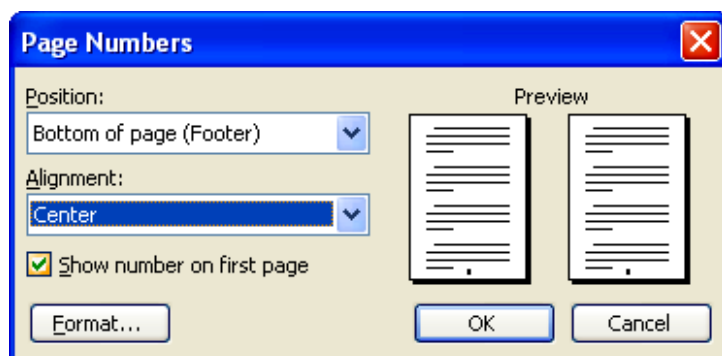 Page Numbers
Position:
Preview
Bottom of page (Footer)
Alignment:
Center
Show number on first page
Format...
OK
Cancel